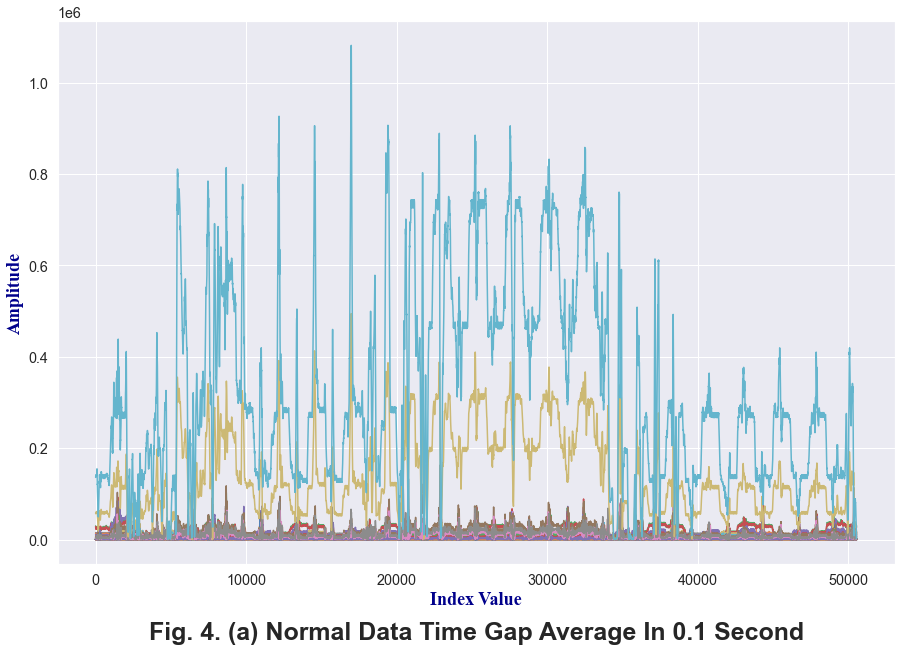 1e6
1.0
0.8
0.6
0.4
0.2
0.0
Amplitude
0 10000 20000 30000 40000 50000
Index Value
Fig. 4. (a) Normal Data Time Gap Average In 0.1 Second